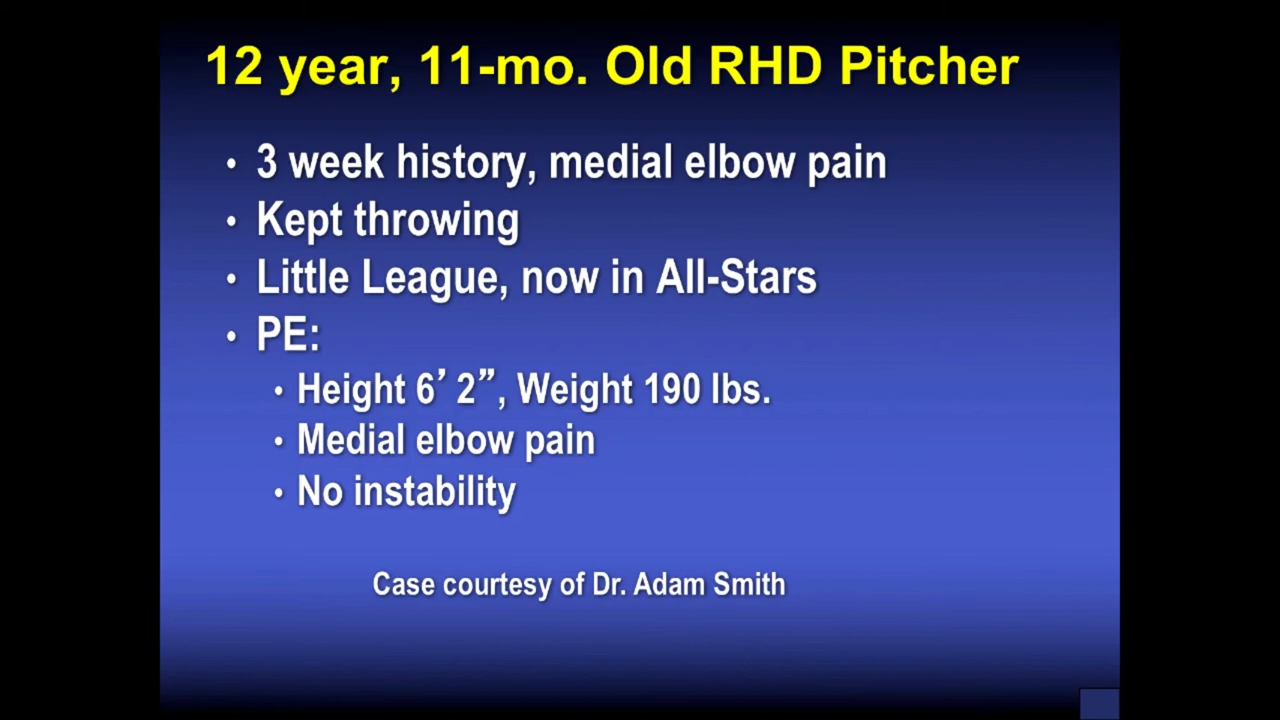 12 year, 11-mo. Old RHD Pitcher
• 3 week history, medial elbow pain
• Kept throwing
• Little League, now in All-Stars
• PE:
• Height 6’ 2”, Weight 190 lbs.
• Medial elbow pain
• No instability
Case courtesy of Dr. Adam Smith